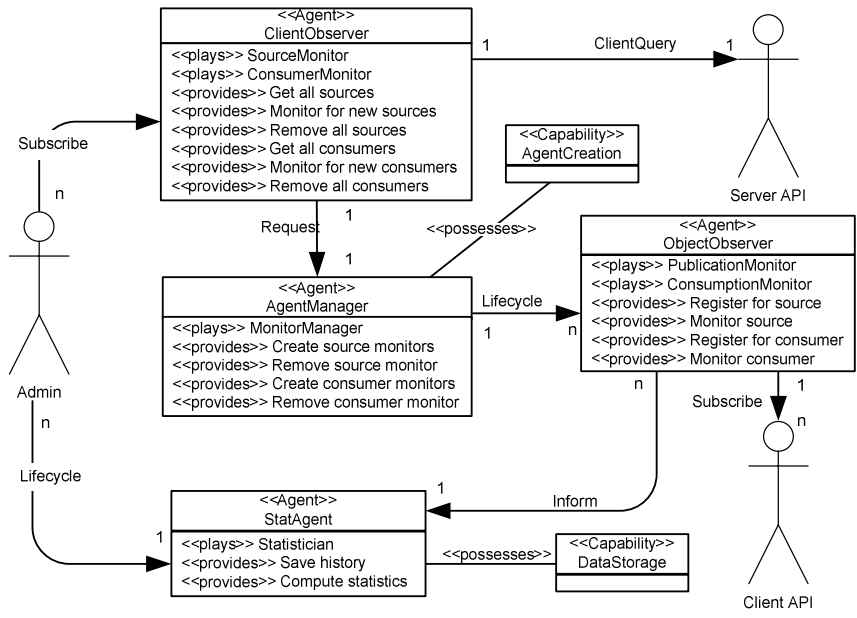 <<Agent>>
ClientObserver
<<plays>> SourceMonitor
<<plays>> ConsumerMonitor
<<provides>> Get all sources
<<provides>> Monitor for new sources
<<provides>> Remove all sources
<<provides>> Get all consumers
<<provides>> Monitor for new consumers
<<provides>> Remove all consumers
1
ClientQuery
1
Server API
Subscribe
n
Admin
<<Capability>>
AgentCreation
<<possesses>>
1
Request
1
<<Agent>>
AgentManager
<<plays>> MonitorManager
<<provides>> Create source monitors
<<provides>> Remove source monitor
<<provides>> Create consumer monitors
<<provides>> Remove consumer monitor
Lifecycle
1
n
<<Agent>>
ObjectObserver
<<plays>> PublicationMonitor
<<plays>> ConsumptionMonitor
<<provides>> Register for source
<<provides>> Monitor source
<<provides>> Register for consumer
<<provides>> Monitor consumer
n
1
Subscribe
n
Client API
n
Lifecycle
1
1
Inform
<<Agent>>
StatAgent
<<plays>> Statistician
<<provides>> Save history
<<provides>> Compute statistics
<<possesses>>
<<Capability>>
DataStorage